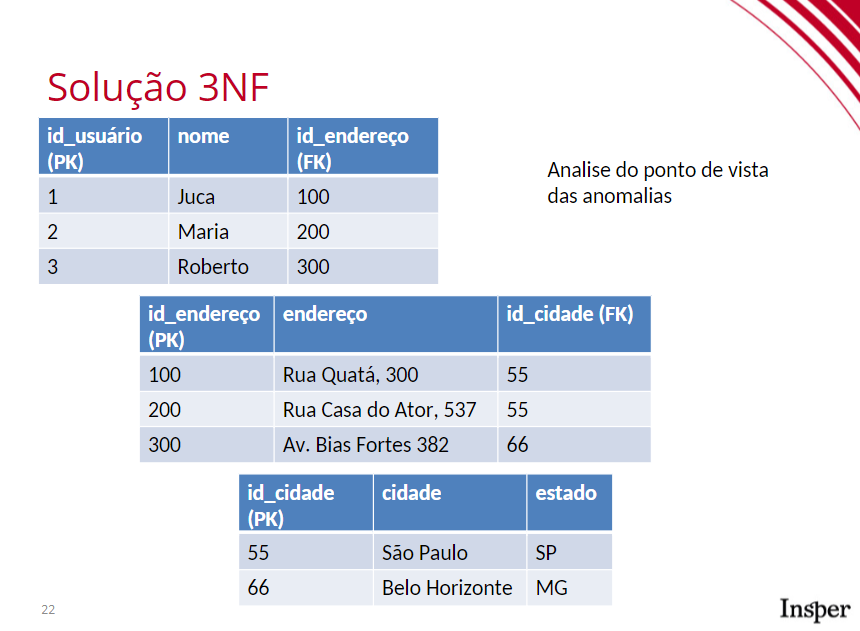 Solução 3NF
id_usuário (PK) nome id_endereço (FK)
1 Juca 100
2 Maria 200
3 Roberto 300
Analise do ponto de vista
das anomalias
id_endereço (PK) endereço id_cidade (FK)
100 Rua Quatá, 300 55
200 Rua Casa do Ator, 537 55
300 Av. Bias Fortes 382 66
id_cidade (PK) cidade estado
55 São Paulo SP
66 Belo Horizonte MG
22
Insper